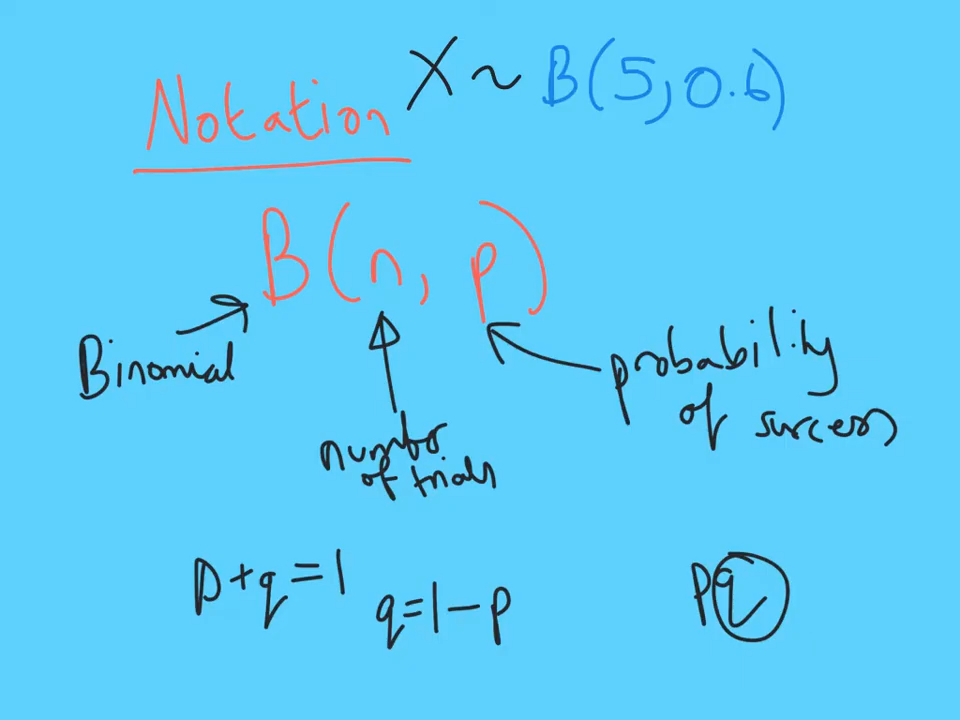 Notation
X ~ B(5, 0.6)
B(n, p)
Binomial
number
of trials
probability
of success
p + q = 1
q = 1 - p
pq